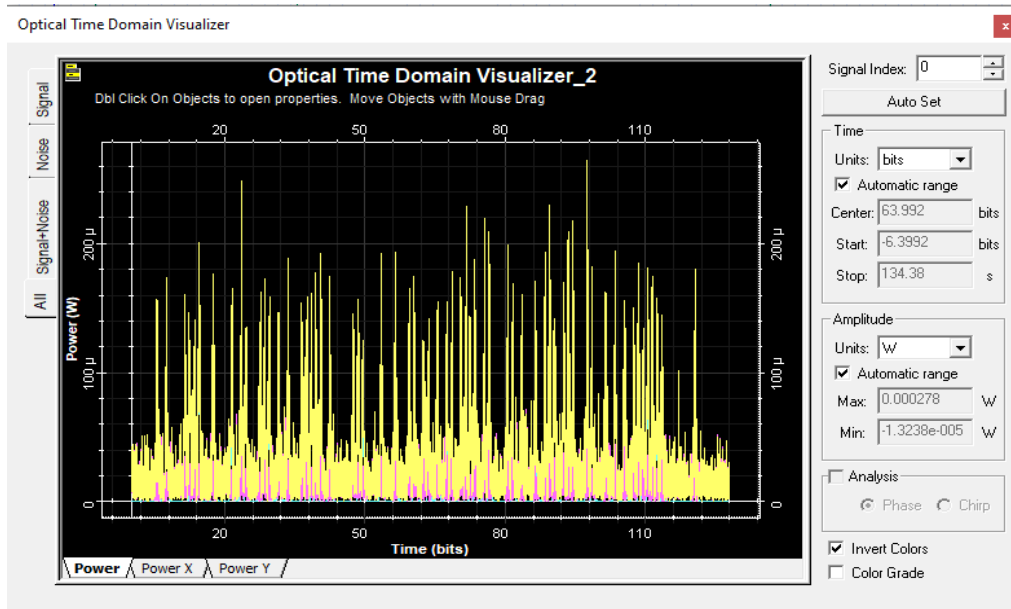 Optical Time Domain Visualizer
x
Signal
Noise
Signal+Noise
All
Optical Time Domain Visualizer_2
Dbl Click On Objects to open properties. Move Objects with Mouse Drag
20 50 80 110
200 µ
100 µ
0
Power (W)
200 µ
100 µ
0
20 50 80 110
Time (bits)
Power Power X Power Y
Signal Index: 0
Auto Set
Time
Units: bits
Automatic range
Center: 63.992 bits
Start: -6.3992 bits
Stop: 134.38 s
Amplitude
Units: W
Automatic range
Max: 0.000278 W
Min: -1.3238e-005 W
Analysis
Phase Chirp
Invert Colors
Color Grade